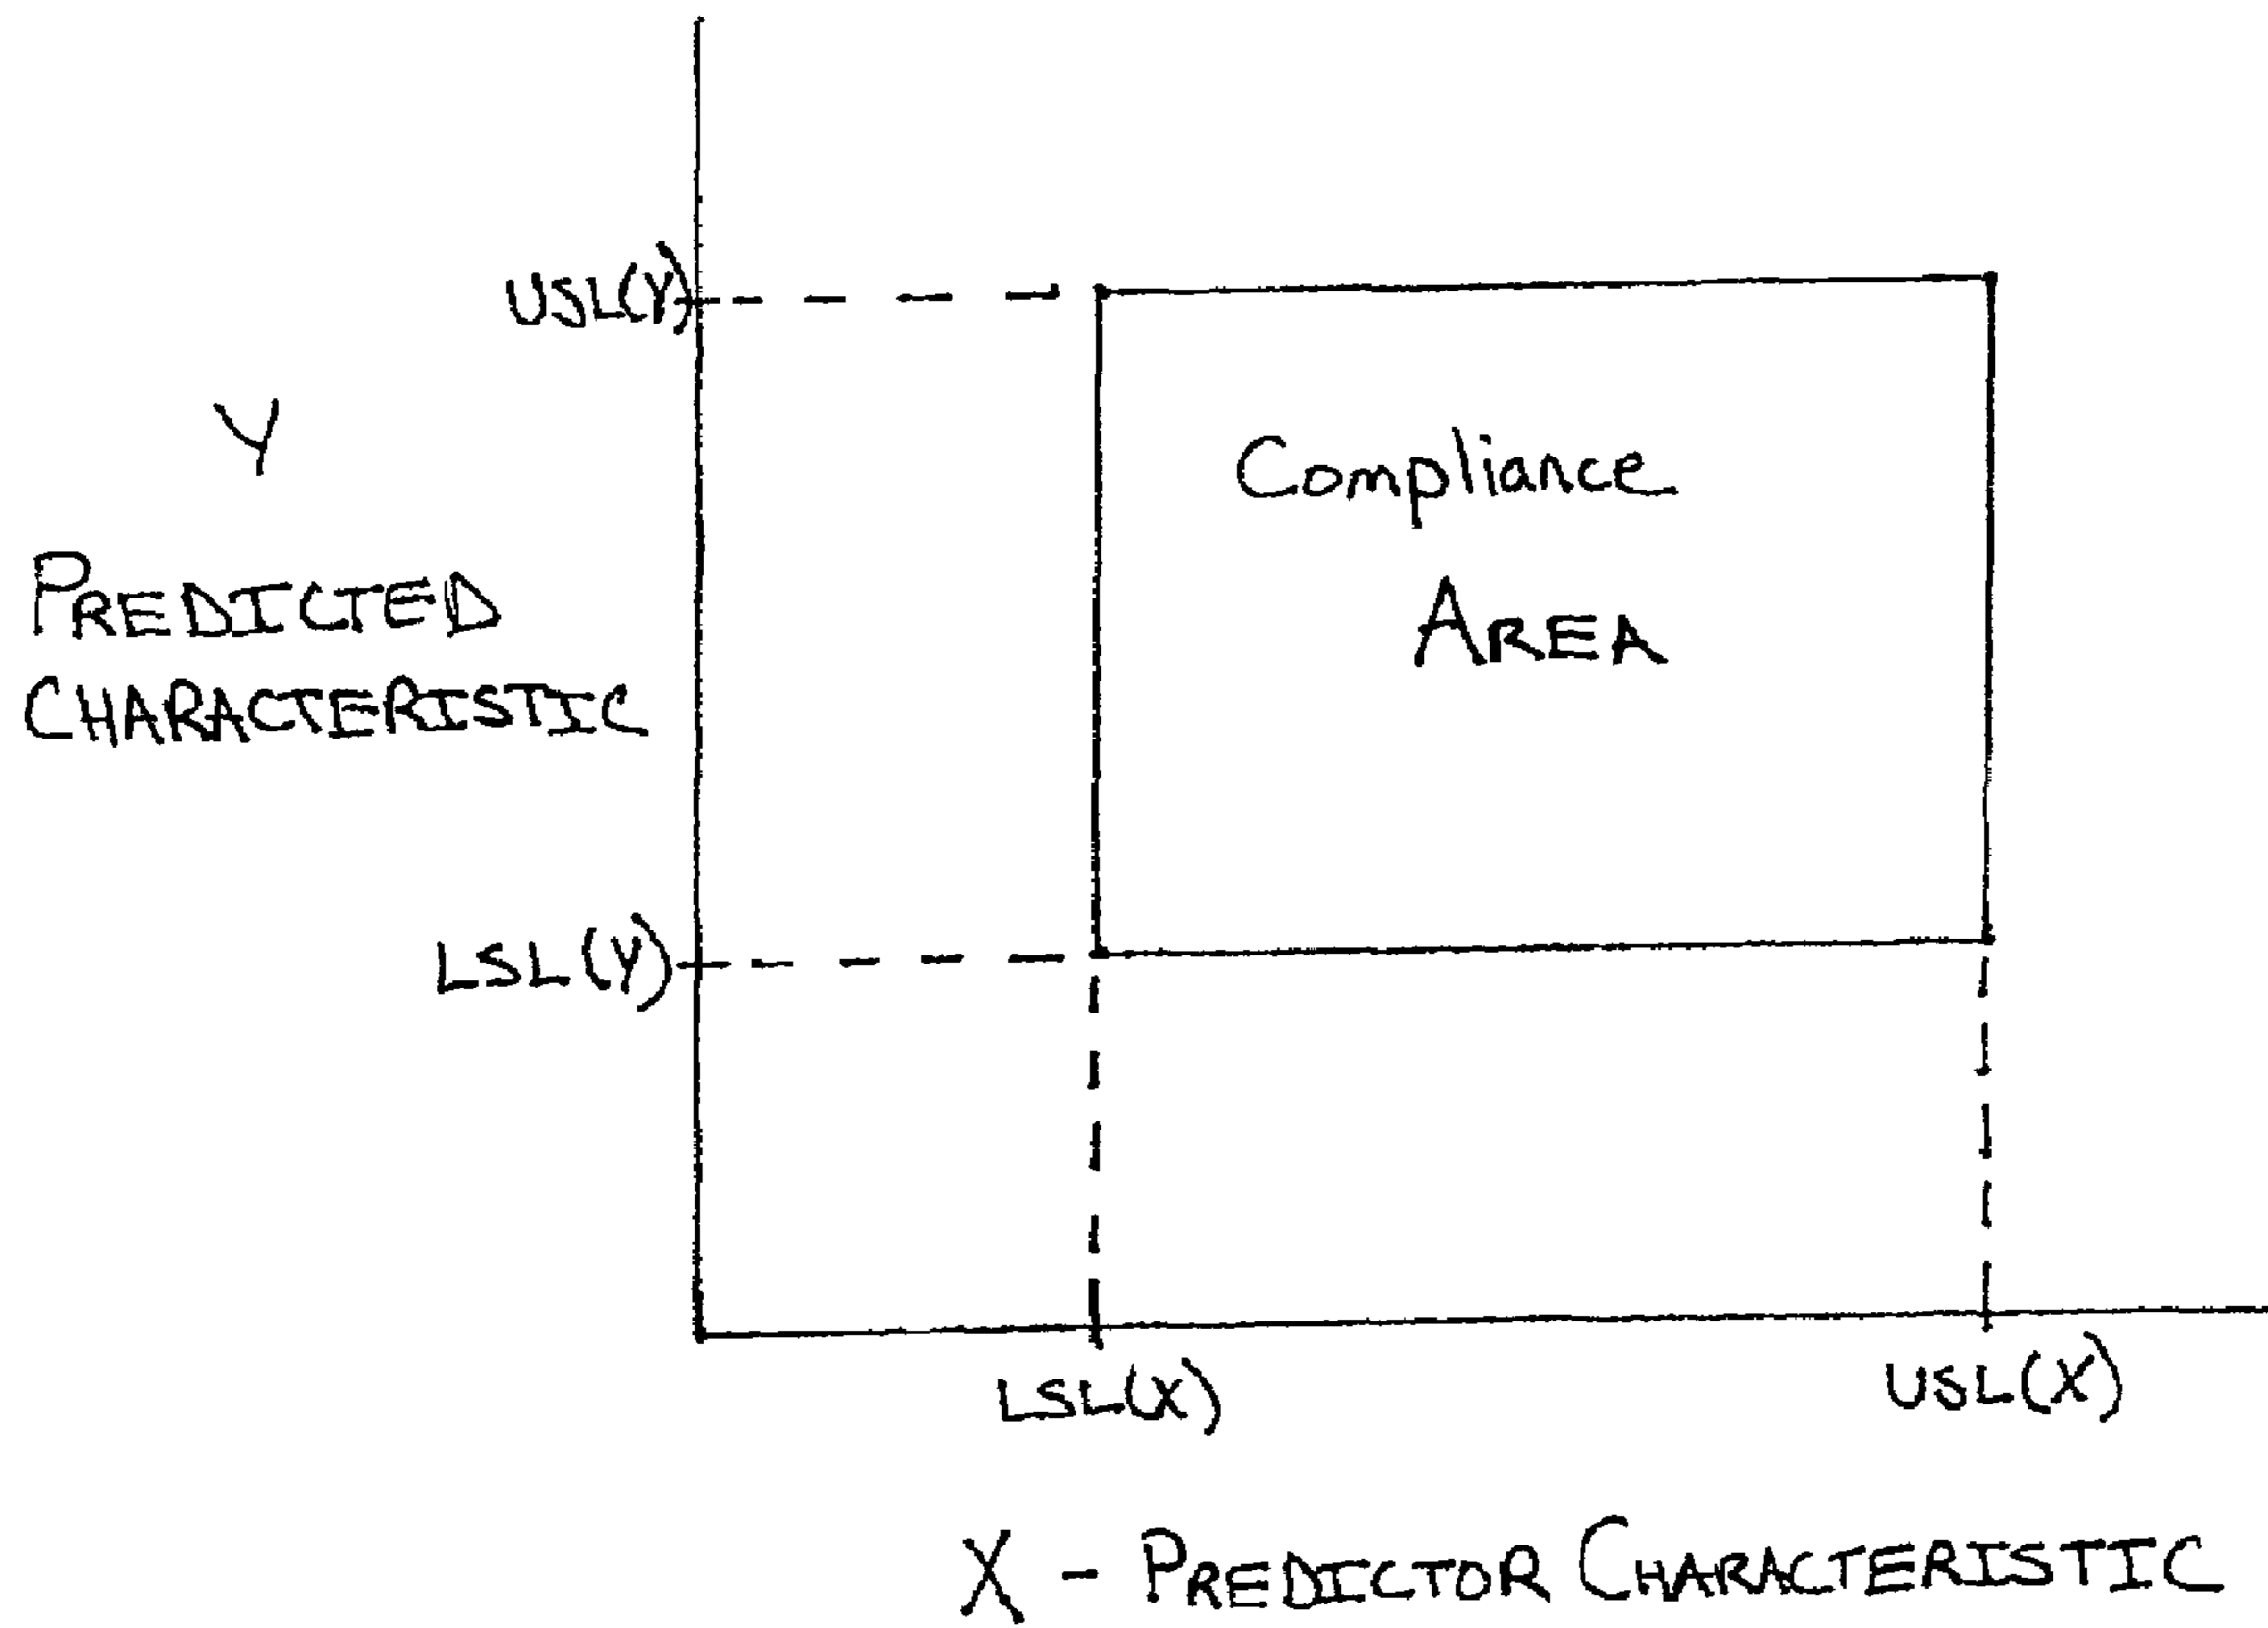 USL(Y)
Y
Compliance
AREA
PREDICTED
CHARACTERISTIC
LSL(Y)
LSL(X)
USL(X)
X - PREDICTOR CHARACTERISTIC